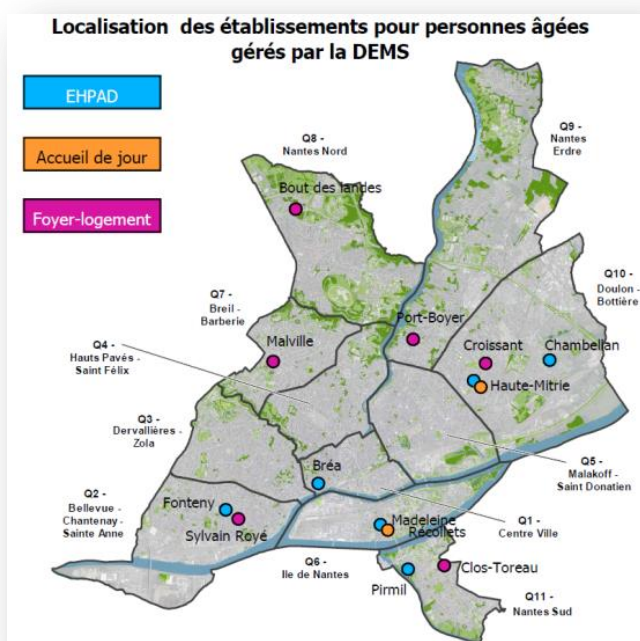 Localisation des établissements pour personnes âgées
gérés par la DEMS
EHPAD
Accueil de jour
Foyer-logement
Q8 -
Nantes Nord
Q9 -
Nantes
Erdre
Bout des landes
Q10 -
Doulon -
Bottière
Q7 -
Breil -
Barberie
Q4 -
Hauts Pavés -
Saint Félix
Port-Boyer
Malville
Croissant
Chambellan
Haute-Mitrie
Q3 -
Dervallières -
Zola
Q5 -
Malakoff -
Saint Donatien
Bréa
Q2 -
Bellevue -
Chantenay -
Sainte Anne
Fonteny
Sylvain Royé
Madeleine
Récollets
Q1 -
Centre Ville
Q6 -
Ile de Nantes
Pirmil
Clos-Toreau
Q11 -
Nantes Sud